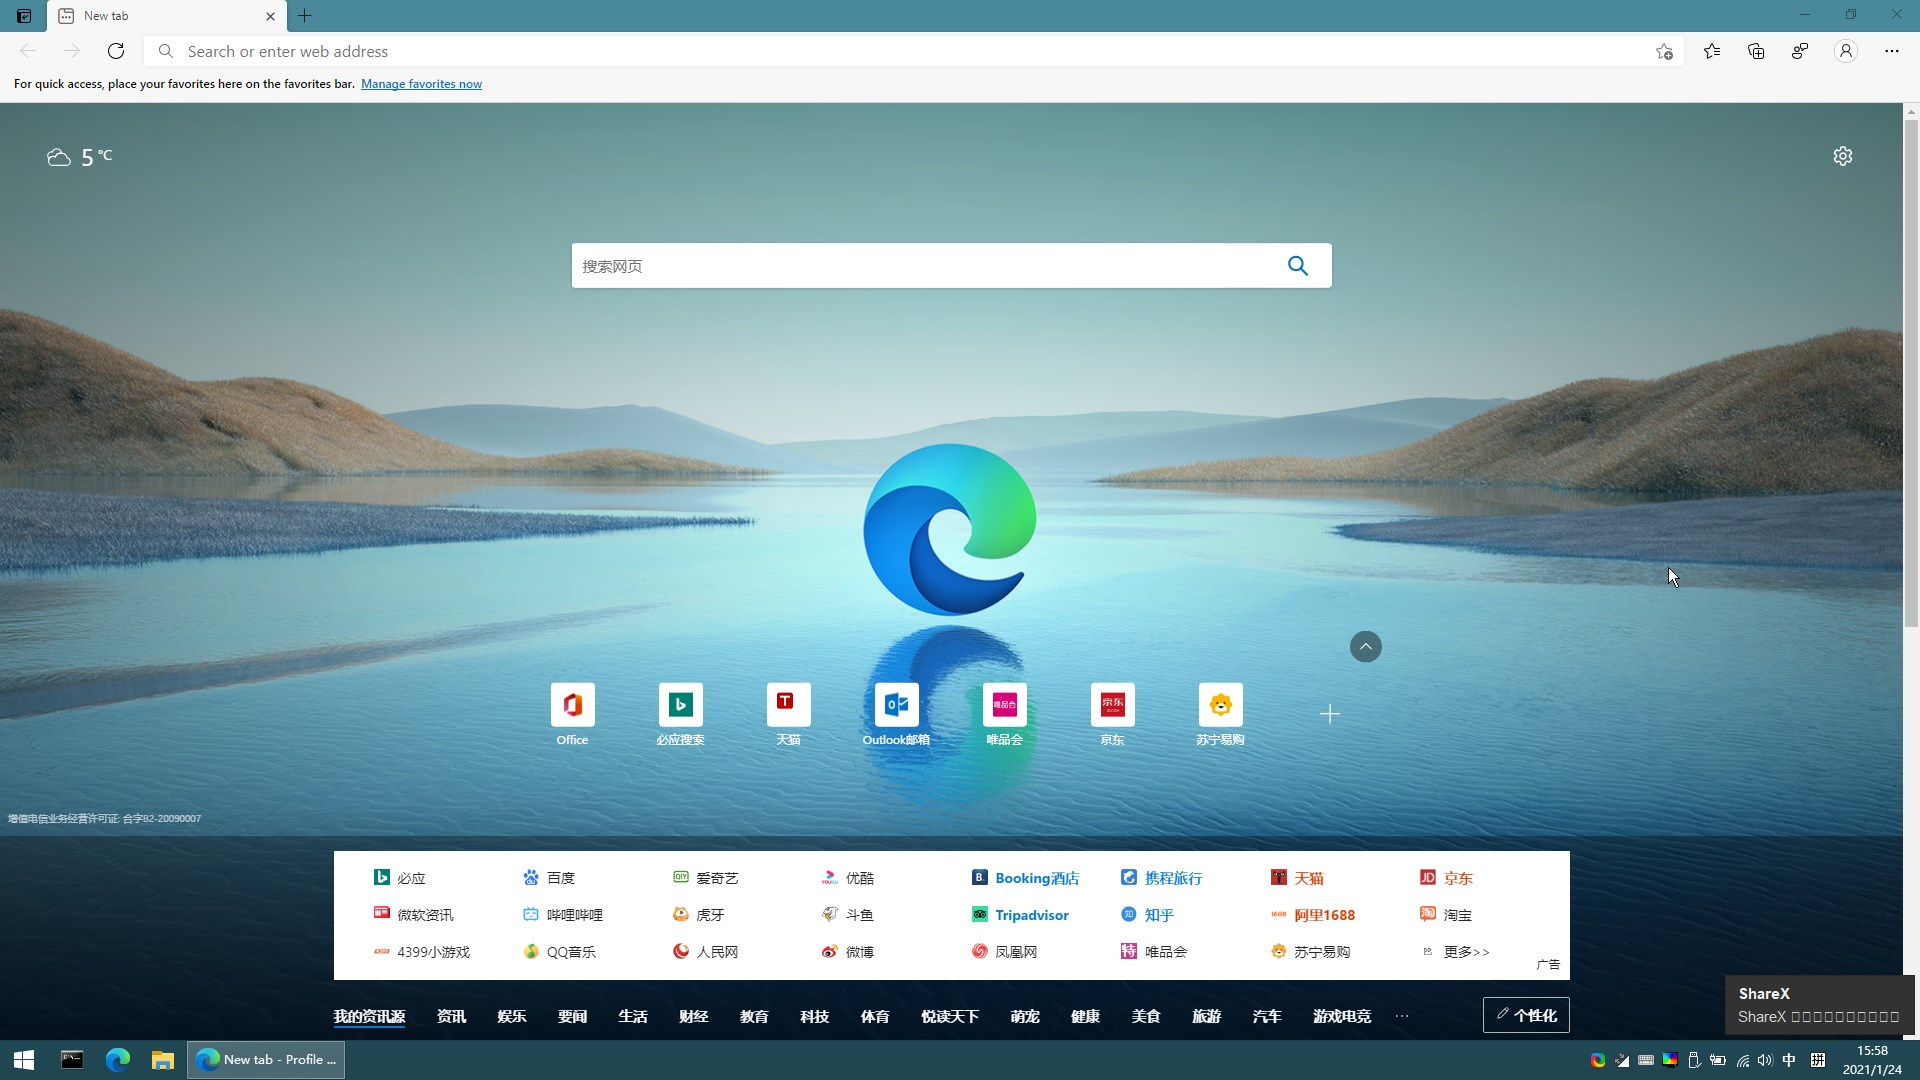 New tab
Search or enter web address
For quick access, place your favorites here on the favorites bar. Manage favorites now
5 °C
搜索网页
Office 必应搜索 天猫 Outlook邮箱 唯品会 京东 苏宁易购
增值电信业务经营许可证: 合字B2-20090007
必应 百度 爱奇艺 优酷 Booking酒店 携程旅行 天猫 京东
微软资讯 哔哩哔哩 虎牙 斗鱼 Tripadvisor 知乎 阿里1688 淘宝
4399小游戏 QQ音乐 人民网 微博 凤凰网 唯品会 苏宁易购 更多>>
广告
我的资讯源 资讯 娱乐 要闻 生活 财经 教育 科技 体育 悦读天下 萌宠 健康 美食 旅游 汽车 游戏电竞 ... 个性化
ShareX
ShareX □□□□□□□□□□
New tab - Profile ...
中 拼
15:58
2021/1/24